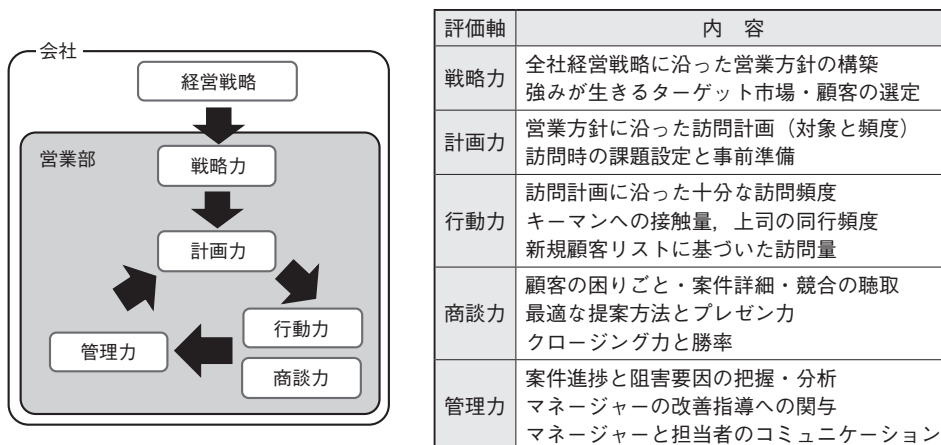 会社
経営戦略
営業部
戦略力
計画力
行動力
商談力
管理力
評価軸 内 容
戦略力 全社経営戦略に沿った営業方針の構築
強みが生きるターゲット市場・顧客の選定
計画力 営業方針に沿った訪問計画(対象と頻度)
訪問時の課題設定と事前準備
行動力 訪問計画に沿った十分な訪問頻度
キーマンへの接触量,上司の同行頻度
新規顧客リストに基づいた訪問量
商談力 顧客の困りごと・案件詳細・競合の聴取
最適な提案方法とプレゼン力
クロージング力と勝率
管理力 案件進捗と阻害要因の把握・分析
マネージャーの改善指導への関与
マネージャーと担当者のコミュニケーション